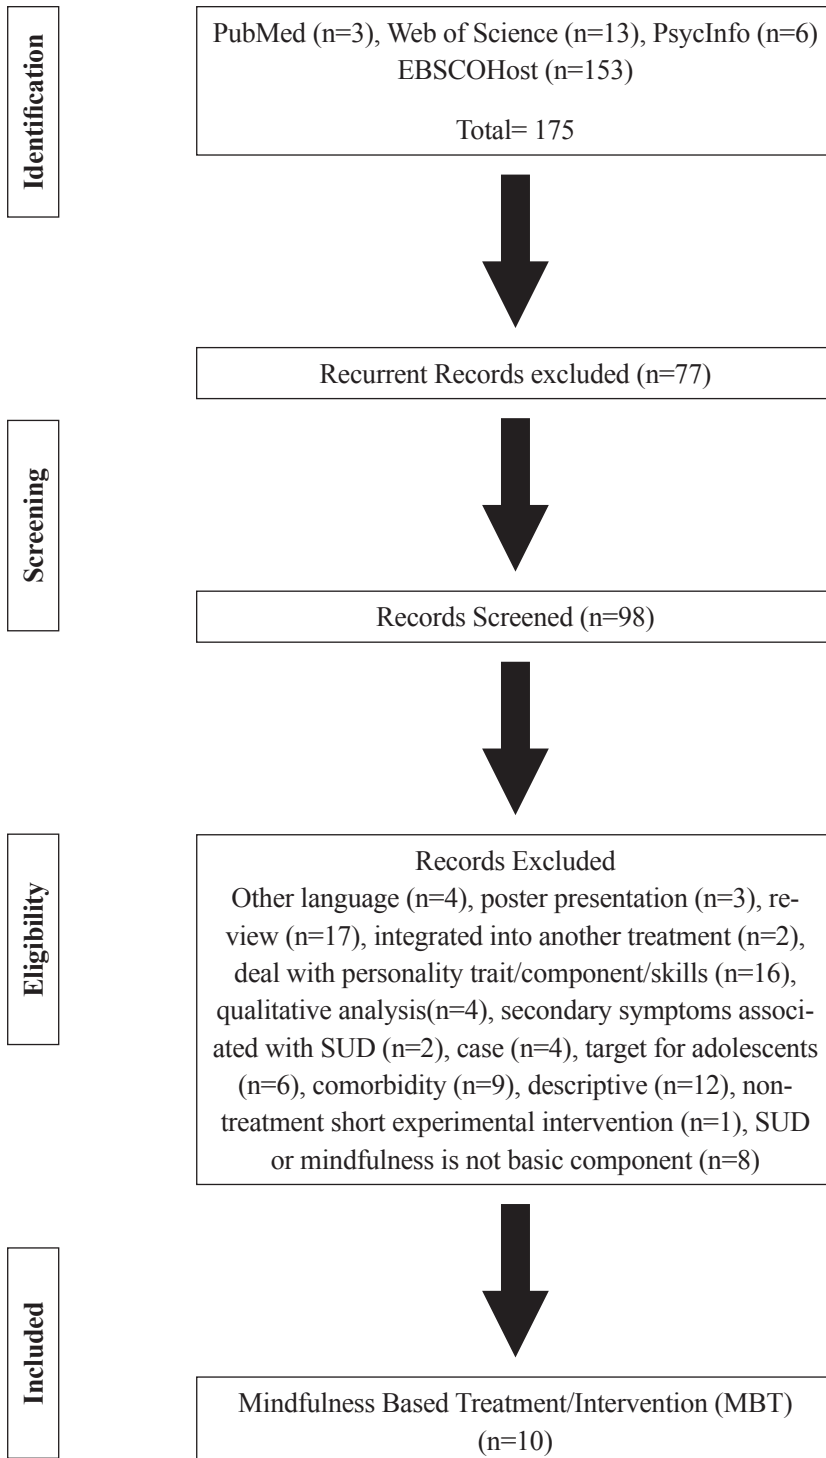 Identification
PubMed (n=3), Web of Science (n=13), PsycInfo (n=6)
EBSCOHost (n=153)
Total= 175
Recurrent Records excluded (n=77)
Screening
Records Screened (n=98)
Eligibility
Records Excluded
Other language (n=4), poster presentation (n=3), re-
view (n=17), integrated into another treatment (n=2),
deal with personality trait/component/skills (n=16),
qualitative analysis(n=4), secondary symptoms associ-
ated with SUD (n=2), case (n=4), target for adolescents
(n=6), comorbidity (n=9), descriptive (n=12), non-
treatment short experimental intervention (n=1), SUD
or mindfulness is not basic component (n=8)
Included
Mindfulness Based Treatment/Intervention (MBT)
(n=10)